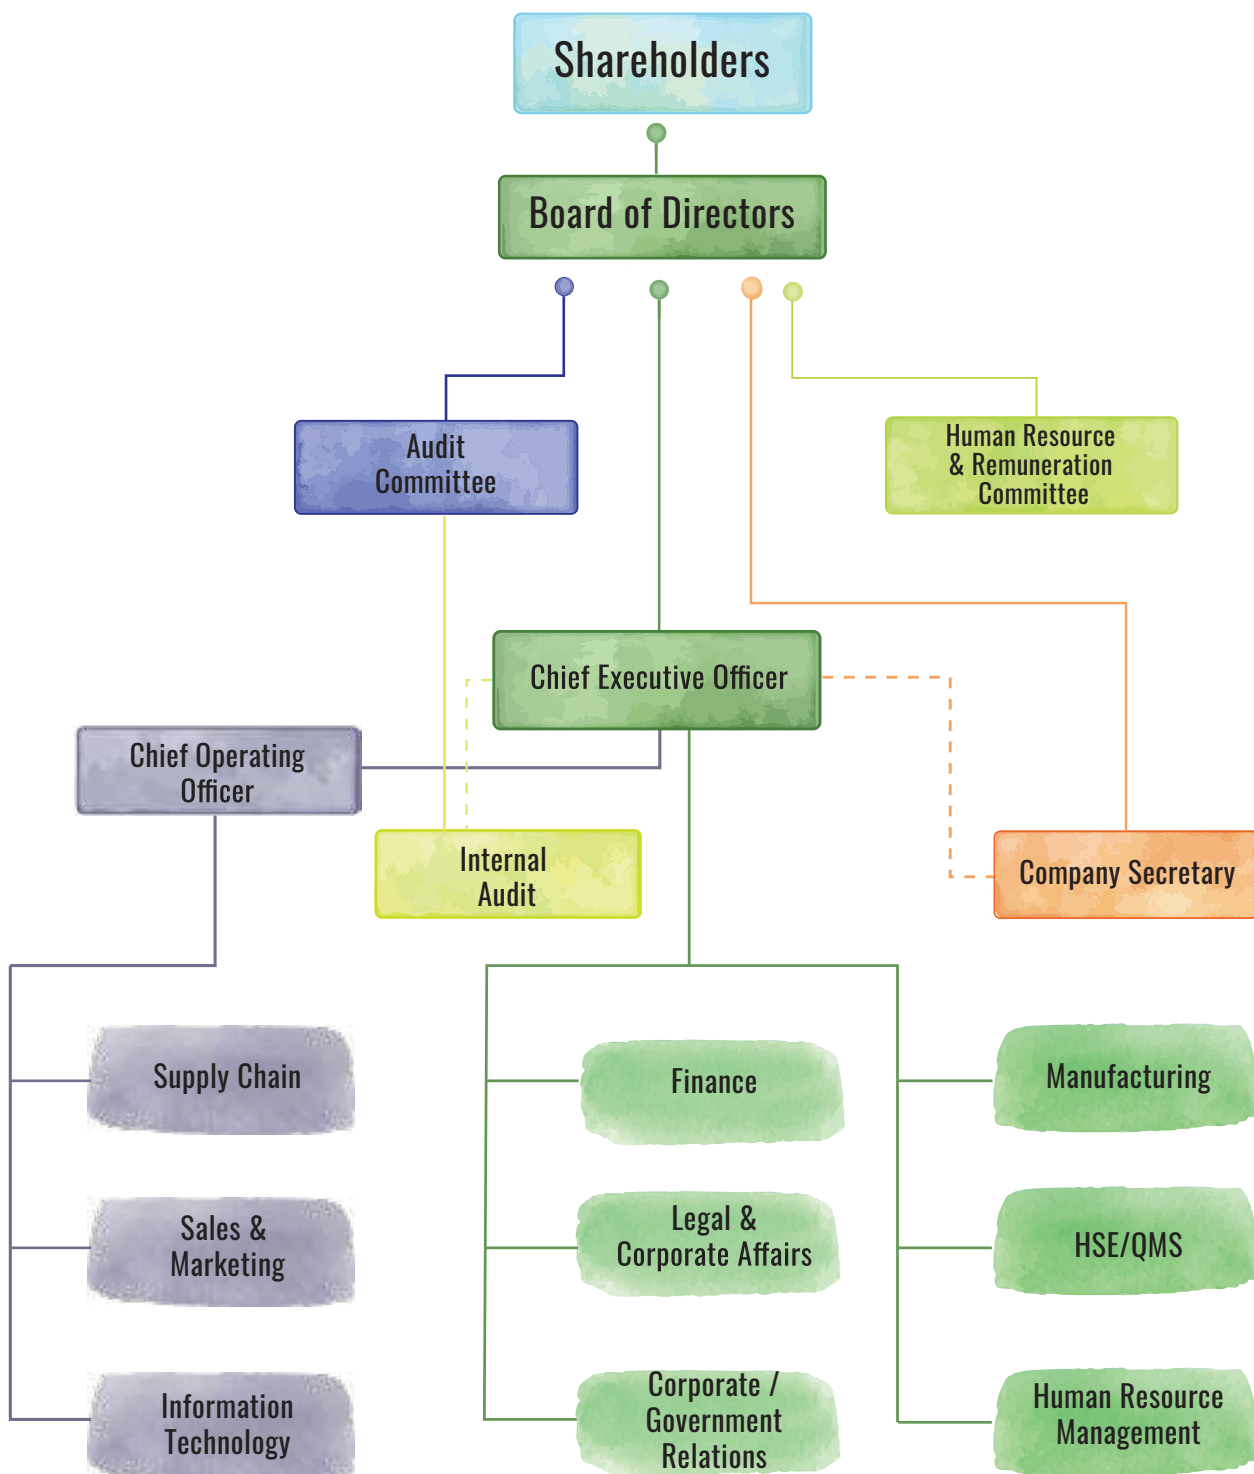 Shareholders
Board of Directors
Audit
Committee
Human Resource
& Remuneration
Committee
Chief Executive Officer
Chief Operating
Officer
Internal
Audit
Company Secretary
Supply Chain
Finance
Manufacturing
Sales &
Marketing
Legal &
Corporate Affairs
HSE/QMS
Information
Technology
Corporate /
Government
Relations
Human Resource
Management